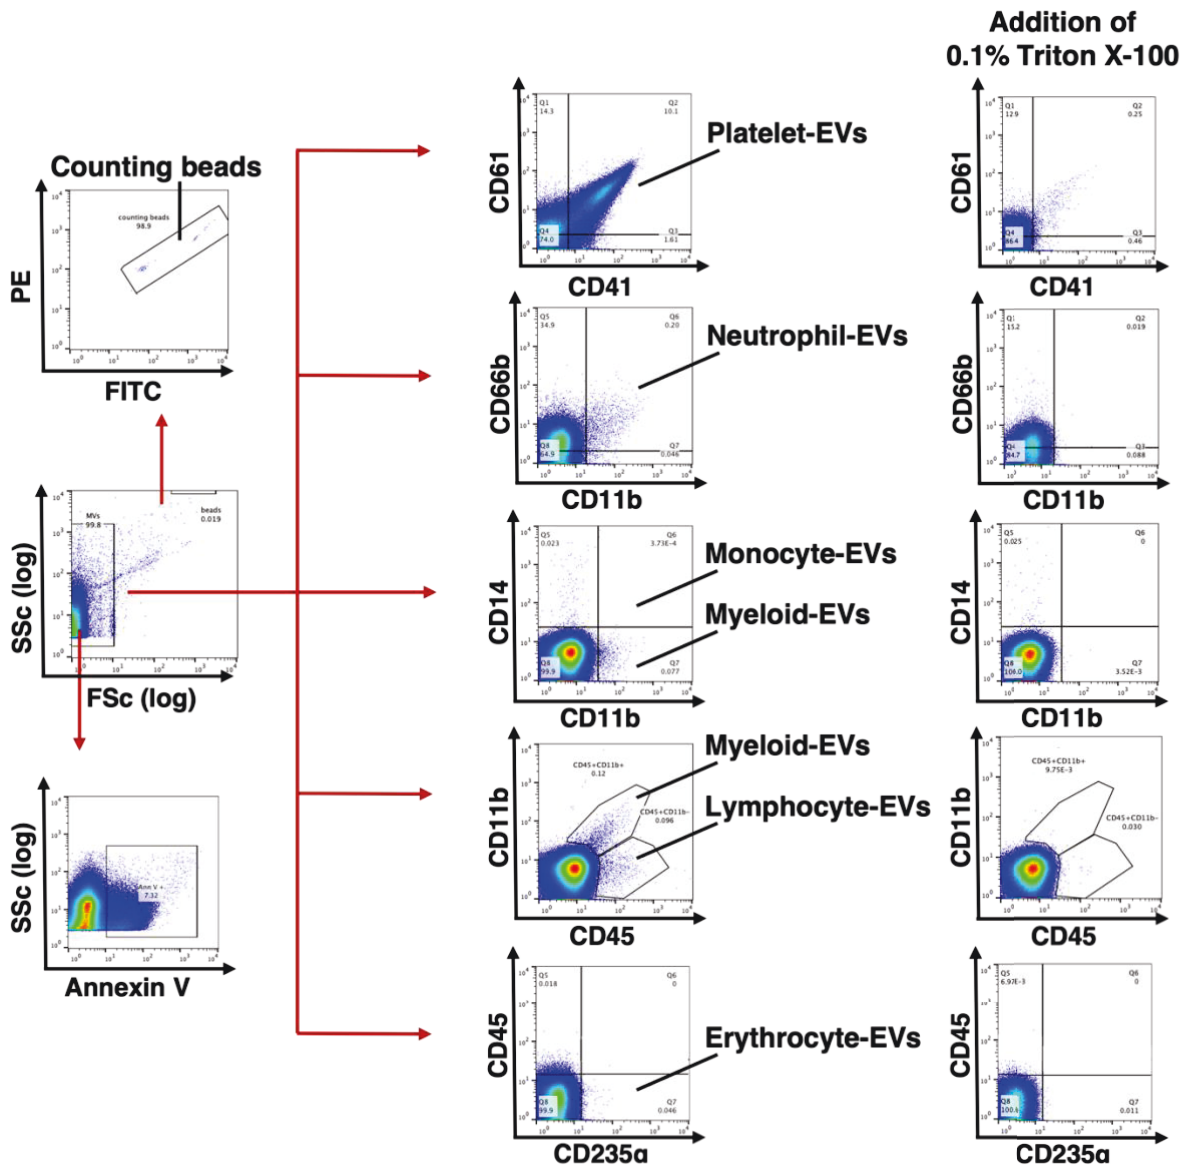 Addition of
0.1% Triton X-100
Counting beads
counting beads
98.9
PE
FITC
MVs
99.8
beads
0.019
SSc (log)
FSc (log)
Ann V +
7.32
SSc (log)
Annexin V
Q1
14.3
Q2
10.1
Q4
74.0
Q3
1.61
CD61
CD41
Platelet-EVs
Q1
12.9
Q2
0.25
Q4
86.4
Q3
0.46
CD61
CD41
Q5
34.9
Q6
0.20
Q8
64.9
Q7
0.046
CD66b
CD11b
Neutrophil-EVs
Q1
15.2
Q2
0.019
84.7
Q3
0.088
CD66b
CD11b
Q5
0.023
Q6
3.73E-4
Q8
99.9
Q7
0.077
CD14
CD11b
Monocyte-EVs
Myeloid-EVs
Q5
0.025
Q6
0
Q8
100.0
Q7
3.52E-3
CD14
CD11b
CD45+CD11b+
0.12
CD45+CD11b-
0.096
CD11b
CD45
Myeloid-EVs
Lymphocyte-EVs
CD45+CD11b+
9.75E-3
CD45+CD11b-
0.030
CD11b
CD45
Q5
0.018
Q6
0
Q8
99.9
Q7
0.046
CD45
CD235a
Erythrocyte-EVs
Q5
6.97E-3
Q6
0
Q8
Q7
0.011
CD45
CD235a